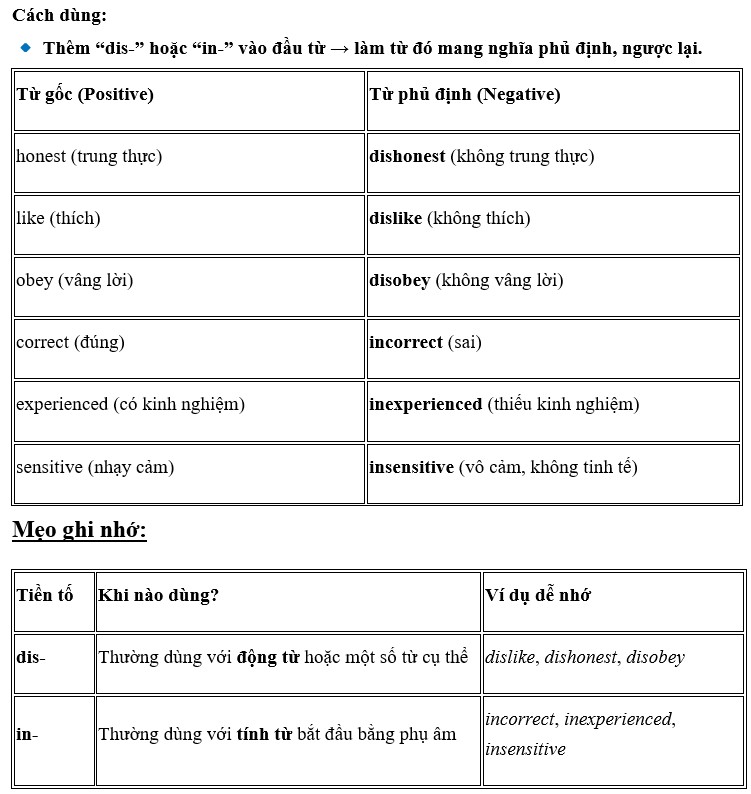 Cách dùng:
Thêm “dis-” hoặc “in-” vào đầu từ → làm từ đó mang nghĩa phủ định, ngược lại.
Từ gốc (Positive) Từ phủ định (Negative)
honest (trung thực) dishonest (không trung thực)
like (thích) dislike (không thích)
obey (vâng lời) disobey (không vâng lời)
correct (đúng) incorrect (sai)
experienced (có kinh nghiệm) inexperienced (thiếu kinh nghiệm)
sensitive (nhạy cảm) insensitive (vô cảm, không tinh tế)
Mẹo ghi nhớ:
Tiền tố Khi nào dùng? Ví dụ dễ nhớ
dis- Thường dùng với động từ hoặc một số từ cụ thể dislike, dishonest, disobey
in- Thường dùng với tính từ bắt đầu bằng phụ âm incorrect, inexperienced,
insensitive